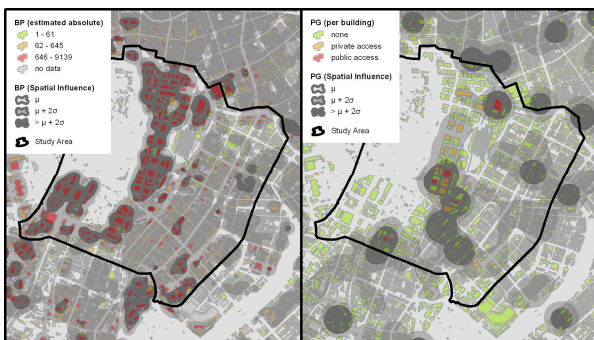 BP (estimated absolute)
1 - 61
62 - 645
646 - 9139
no data
BP (Spatial Influence)
μ
μ + 2σ
> μ + 2σ
Study Area
PG (per building)
none
private access
public access
PG (Spatial Influence)
μ
μ + 2σ
> μ + 2σ
Study Area